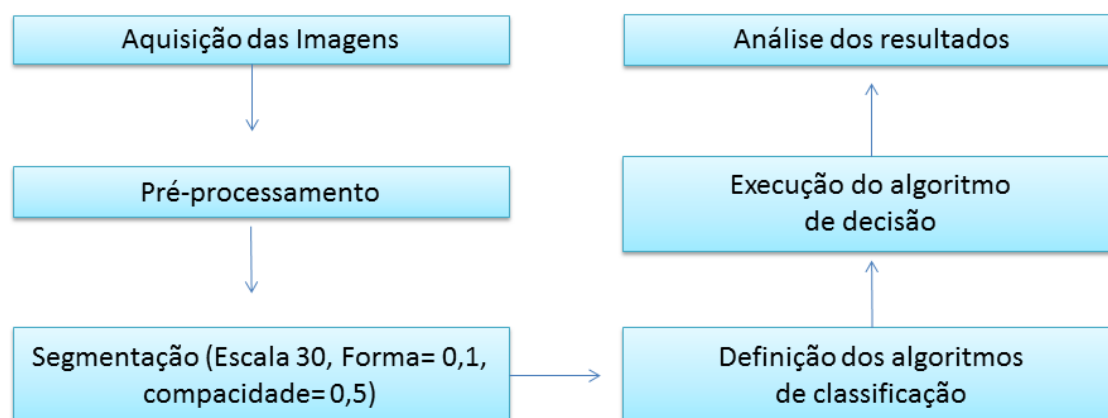 Aquisição das Imagens
Pré-processamento
Segmentação (Escala 30, Forma= 0,1,
compacidade= 0,5)
Definição dos algoritmos
de classificação
Execução do algoritmo
de decisão
Análise dos resultados